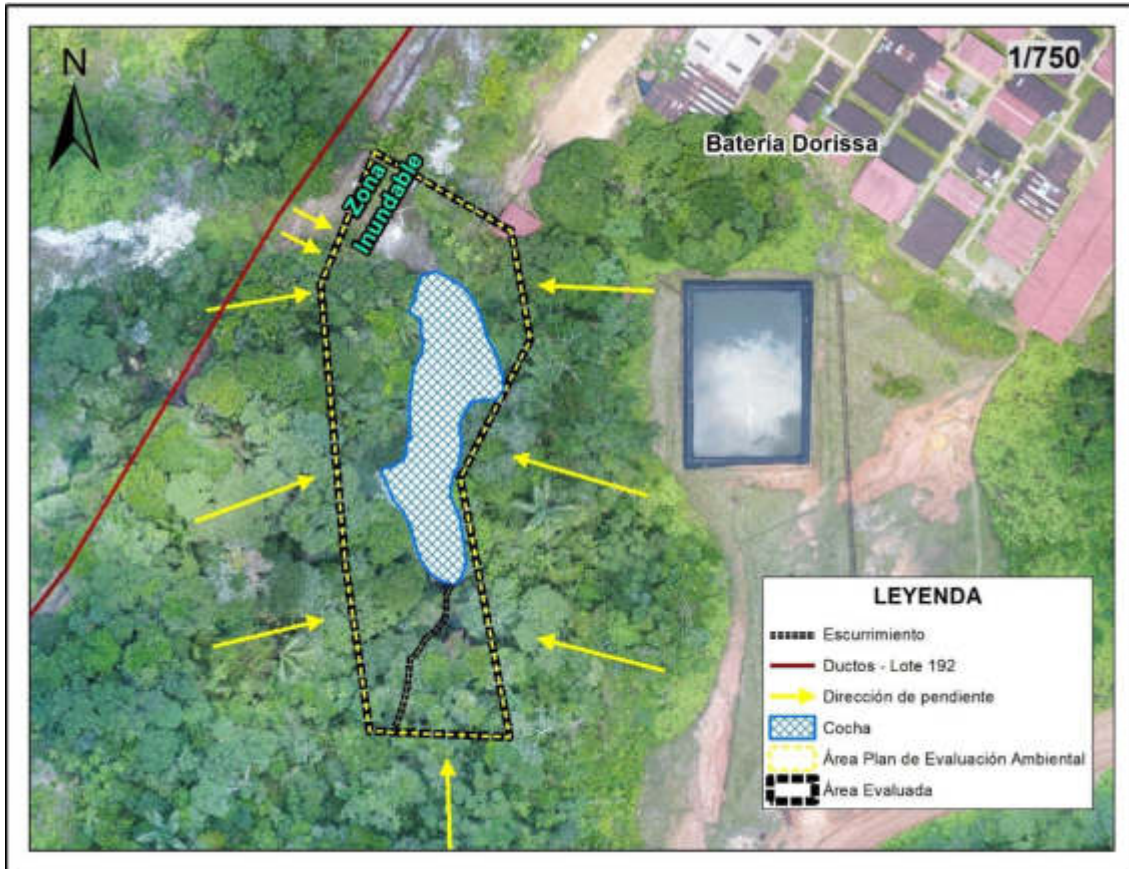 N
1/750
Batería Dorissa
Zona
Inundable
LEYENDA
Escurrimiento
Ductos - Lote 192
Dirección de pendiente
Cocha
Área Plan de Evaluación Ambiental
Área Evaluada